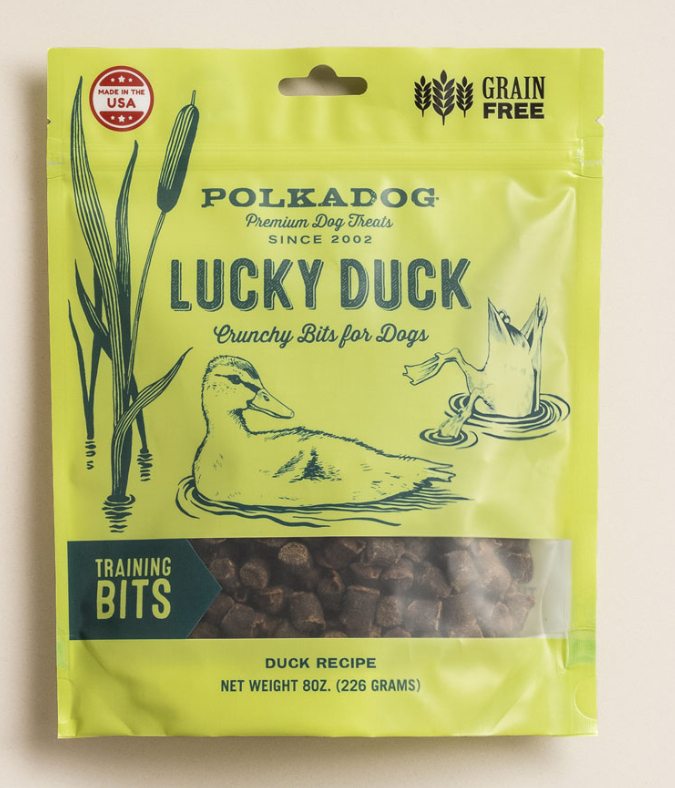 MADE IN THE
USA
GRAIN
FREE
POLKADOG
Premium Dog Treats
SINCE 2002
LUCKY DUCK
Crunchy Bits for Dogs
TRAINING
BITS
DUCK RECIPE
NET WEIGHT 8OZ. (226 GRAMS)